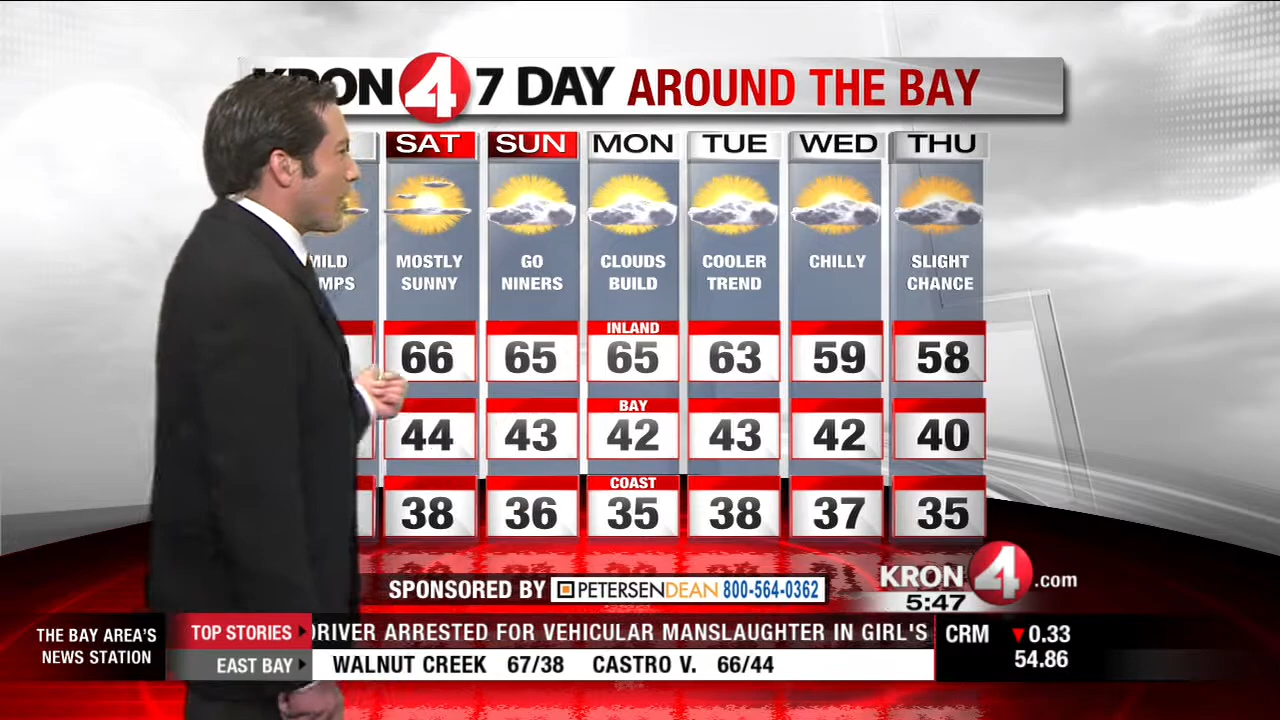 KRON 4 7 DAY AROUND THE BAY
SAT SUN MON TUE WED THU
MILD MOSTLY GO CLOUDS COOLER CHILLY SLIGHT
SUNNY NINERS BUILD TREND CHANCE
INLAND
66 65 65 63 59 58
BAY
44 43 42 43 42 40
COAST
38 36 35 38 37 35
SPONSORED BY PETERSENDEAN 800-564-0362
KRON 4 .com
5:47
THE BAY AREA'S
NEWS STATION
TOP STORIES
RIVER ARRESTED FOR VEHICULAR MANSLAUGHTER IN GIRL'S
EAST BAY
WALNUT CREEK 67/38 CASTRO V. 66/44
CRM 0.33
54.86